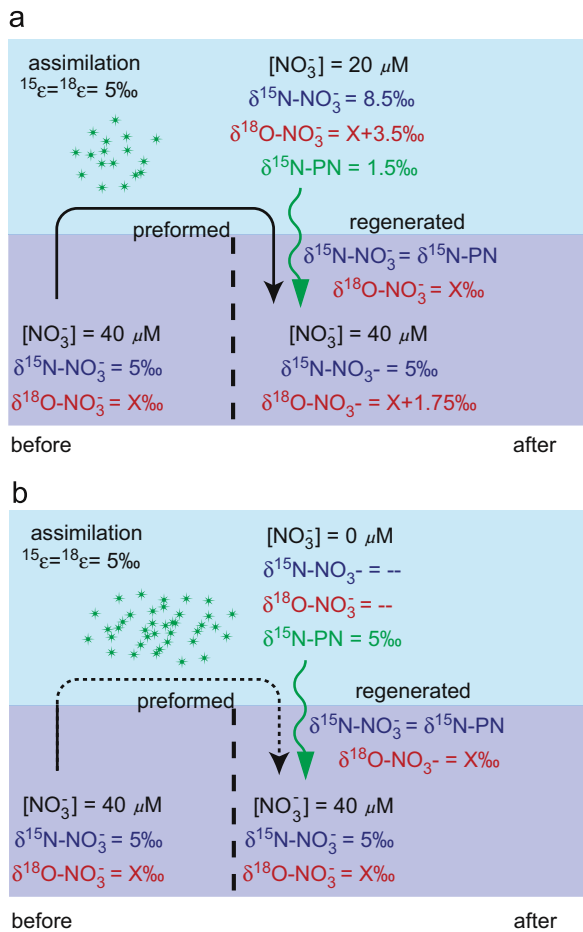 a
assimilation
¹⁵ε=¹⁸ε= 5‰
[NO₃⁻] = 20 µM
δ¹⁵N-NO₃⁻ = 8.5‰
δ¹⁸O-NO₃⁻ = X+3.5‰
δ¹⁵N-PN = 1.5‰
preformed
regenerated
δ¹⁵N-NO₃⁻ = δ¹⁵N-PN
δ¹⁸O-NO₃⁻ = X‰
[NO₃⁻] = 40 µM
δ¹⁵N-NO₃⁻ = 5‰
δ¹⁸O-NO₃⁻ = X‰
[NO₃⁻] = 40 µM
δ¹⁵N-NO₃- = 5‰
δ¹⁸O-NO₃- = X+1.75‰
before
after
b
assimilation
¹⁵ε=¹⁸ε= 5‰
[NO₃⁻] = 0 µM
δ¹⁵N-NO₃- = --
δ¹⁸O-NO₃⁻ = --
δ¹⁵N-PN = 5‰
preformed
regenerated
δ¹⁵N-NO₃⁻ = δ¹⁵N-PN
δ¹⁸O-NO₃- = X‰
[NO₃⁻] = 40 µM
δ¹⁵N-NO₃⁻ = 5‰
δ¹⁸O-NO₃⁻ = X‰
[NO₃⁻] = 40 µM
δ¹⁵N-NO₃⁻ = 5‰
δ¹⁸O-NO₃⁻ = X‰
before
after